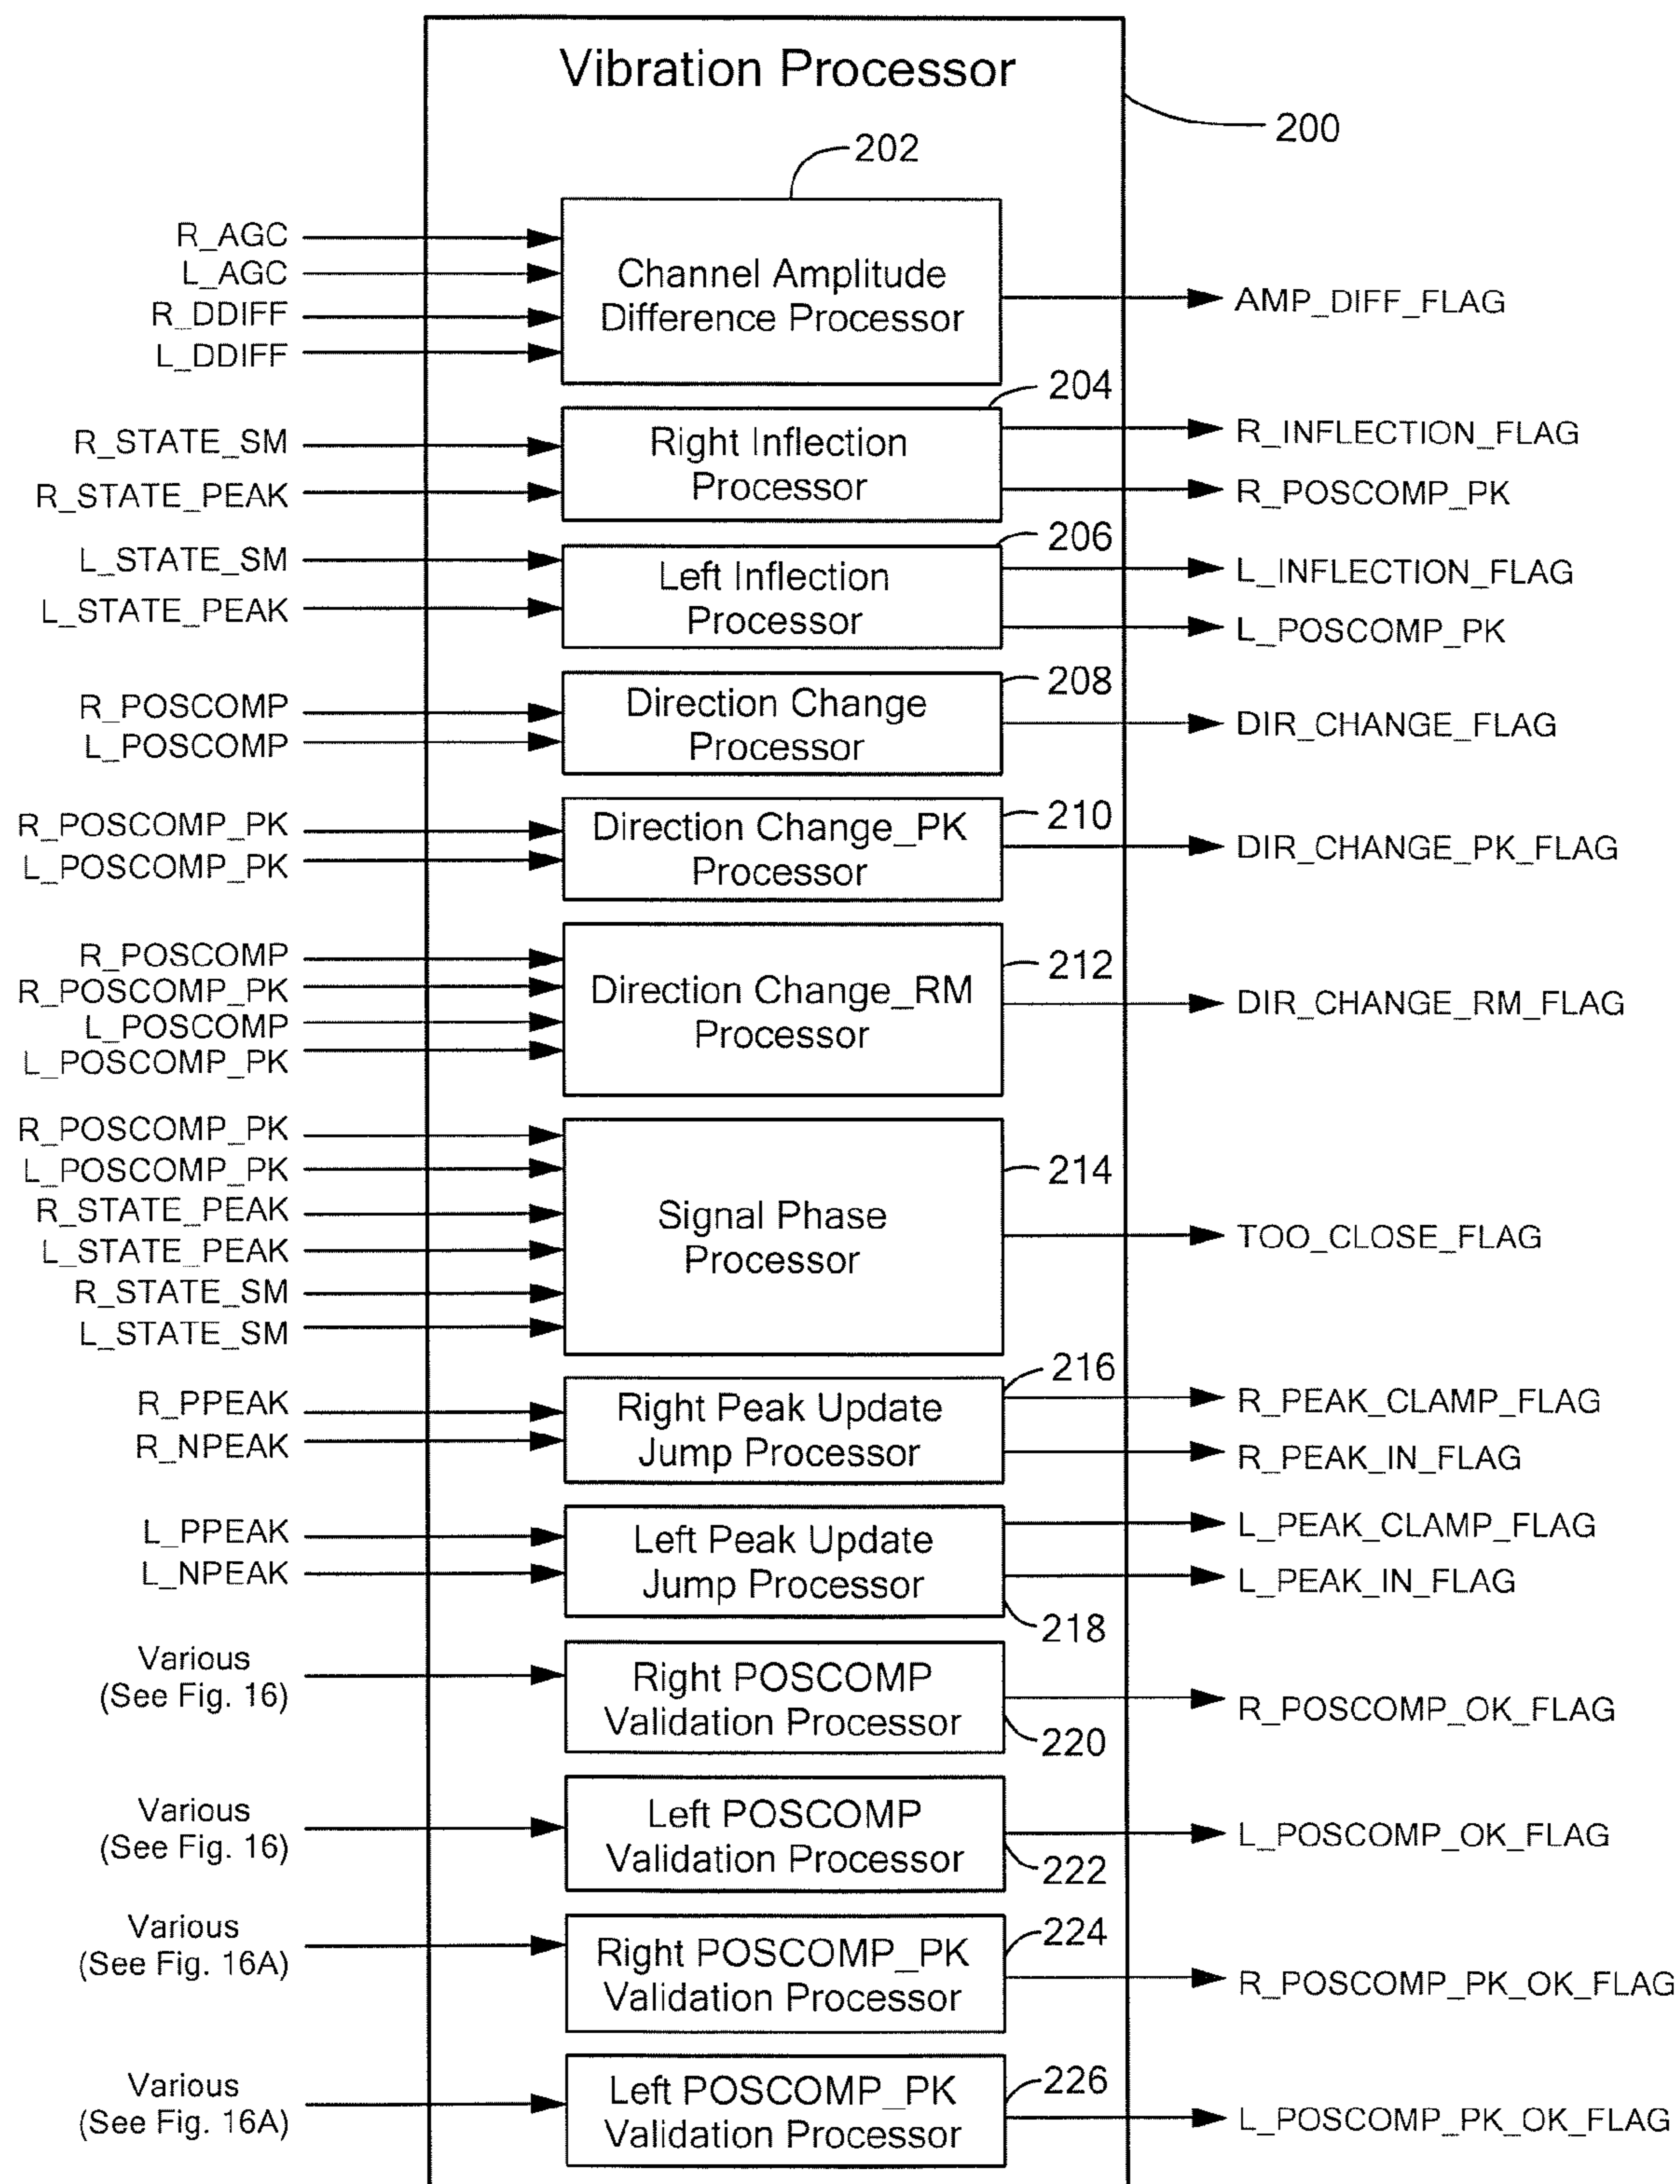 Vibration Processor
200
202
R_AGC
L_AGC
R_DDIFF
L_DDIFF
Channel Amplitude
Difference Processor
AMP_DIFF_FLAG
204
R_STATE_SM
R_STATE_PEAK
Right Inflection
Processor
R_INFLECTION_FLAG
R_POSCOMP_PK
206
L_STATE_SM
L_STATE_PEAK
Left Inflection
Processor
L_INFLECTION_FLAG
L_POSCOMP_PK
208
R_POSCOMP
L_POSCOMP
Direction Change
Processor
DIR_CHANGE_FLAG
210
R_POSCOMP_PK
L_POSCOMP_PK
Direction Change_PK
Processor
DIR_CHANGE_PK_FLAG
212
R_POSCOMP
R_POSCOMP_PK
L_POSCOMP
L_POSCOMP_PK
Direction Change_RM
Processor
DIR_CHANGE_RM_FLAG
214
R_POSCOMP_PK
L_POSCOMP_PK
R_STATE_PEAK
L_STATE_PEAK
R_STATE_SM
L_STATE_SM
Signal Phase
Processor
TOO_CLOSE_FLAG
216
R_PPEAK
R_NPEAK
Right Peak Update
Jump Processor
R_PEAK_CLAMP_FLAG
R_PEAK_IN_FLAG
L_PPEAK
L_NPEAK
Left Peak Update
Jump Processor
L_PEAK_CLAMP_FLAG
L_PEAK_IN_FLAG
218
Various
(See Fig. 16)
Right POSCOMP
Validation Processor
220
R_POSCOMP_OK_FLAG
Various
(See Fig. 16)
Left POSCOMP
Validation Processor
222
L_POSCOMP_OK_FLAG
Various
(See Fig. 16A)
Right POSCOMP_PK
Validation Processor
224
R_POSCOMP_PK_OK_FLAG
Various
(See Fig. 16A)
Left POSCOMP_PK
Validation Processor
226
L_POSCOMP_PK_OK_FLAG